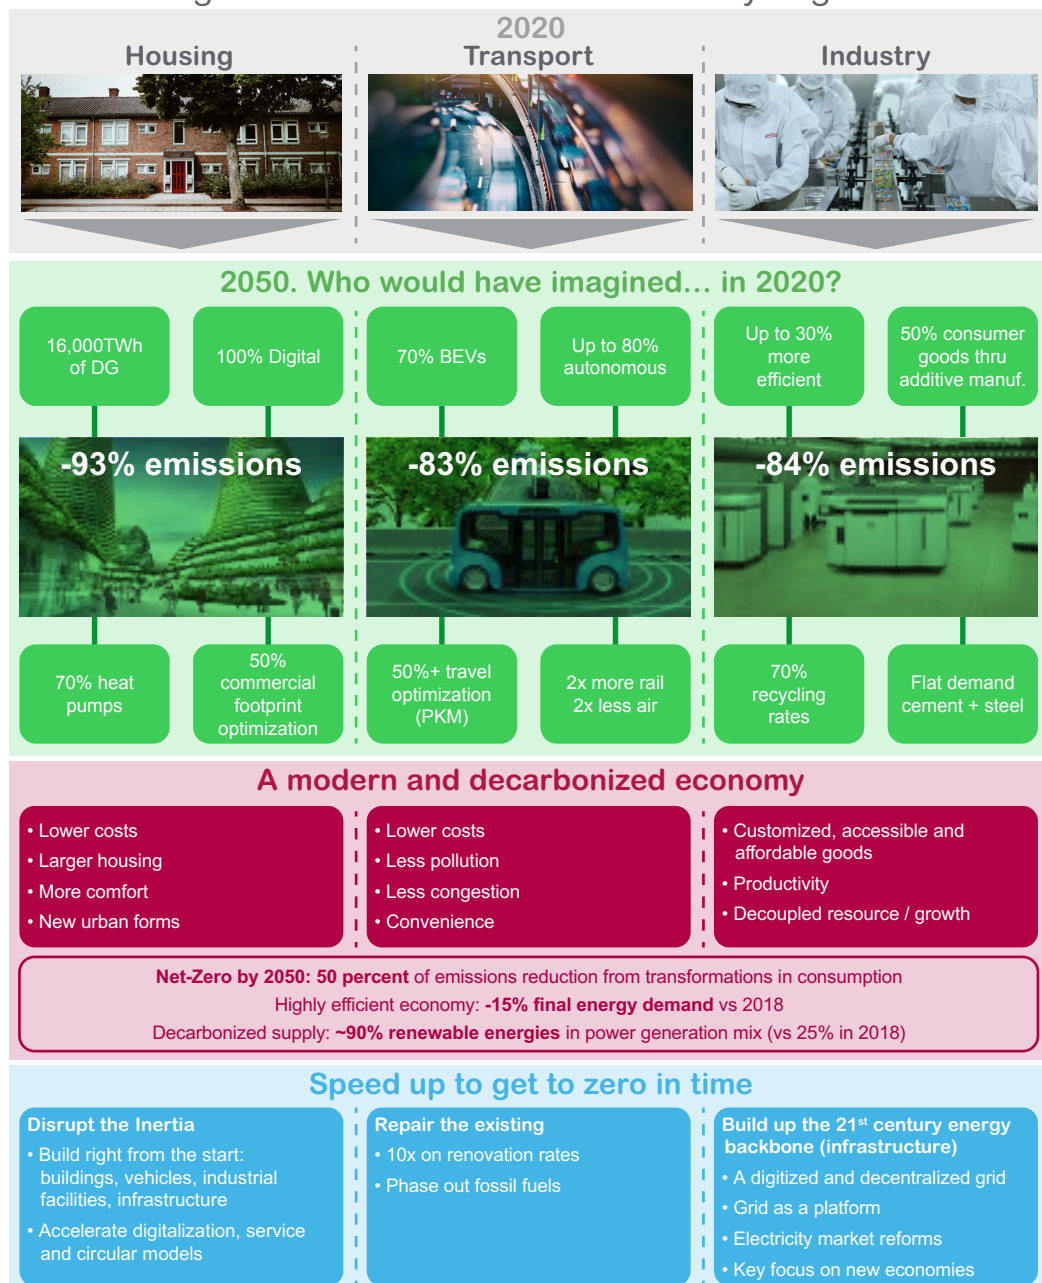 2020
Housing
Transport
Industry
2050. Who would have imagined... in 2020?
16,000TWh
of DG
100% Digital
70% BEVs
Up to 80%
autonomous
Up to 30%
more
efficient
50% consumer
goods thru
additive manuf.
-93% emissions
-83% emissions
-84% emissions
70% heat
pumps
50%
commercial
footprint
optimization
50%+ travel
optimization
(PKM)
2x more rail
2x less air
70%
recycling
rates
Flat demand
cement + steel
A modern and decarbonized economy
• Lower costs
• Larger housing
• More comfort
• New urban forms
• Lower costs
• Less pollution
• Less congestion
• Convenience
• Customized, accessible and
affordable goods
• Productivity
• Decoupled resource / growth
Net-Zero by 2050: 50 percent of emissions reduction from transformations in consumption
Highly efficient economy: -15% final energy demand vs 2018
Decarbonized supply: ~90% renewable energies in power generation mix (vs 25% in 2018)
Speed up to get to zero in time
Disrupt the Inertia
• Build right from the start:
buildings, vehicles, industrial
facilities, infrastructure
• Accelerate digitalization, service
and circular models
Repair the existing
• 10x on renovation rates
• Phase out fossil fuels
Build up the 21st century energy
backbone (infrastructure)
• A digitized and decentralized grid
• Grid as a platform
• Electricity market reforms
• Key focus on new economies